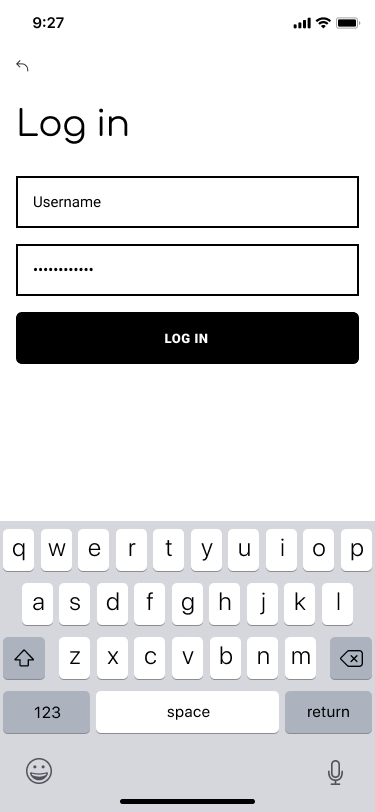 9:27
Log in
Username
••••••••••••
LOG IN
q w e r t y u i o p
a s d f g h j k l
z x c v b n m
123 space return